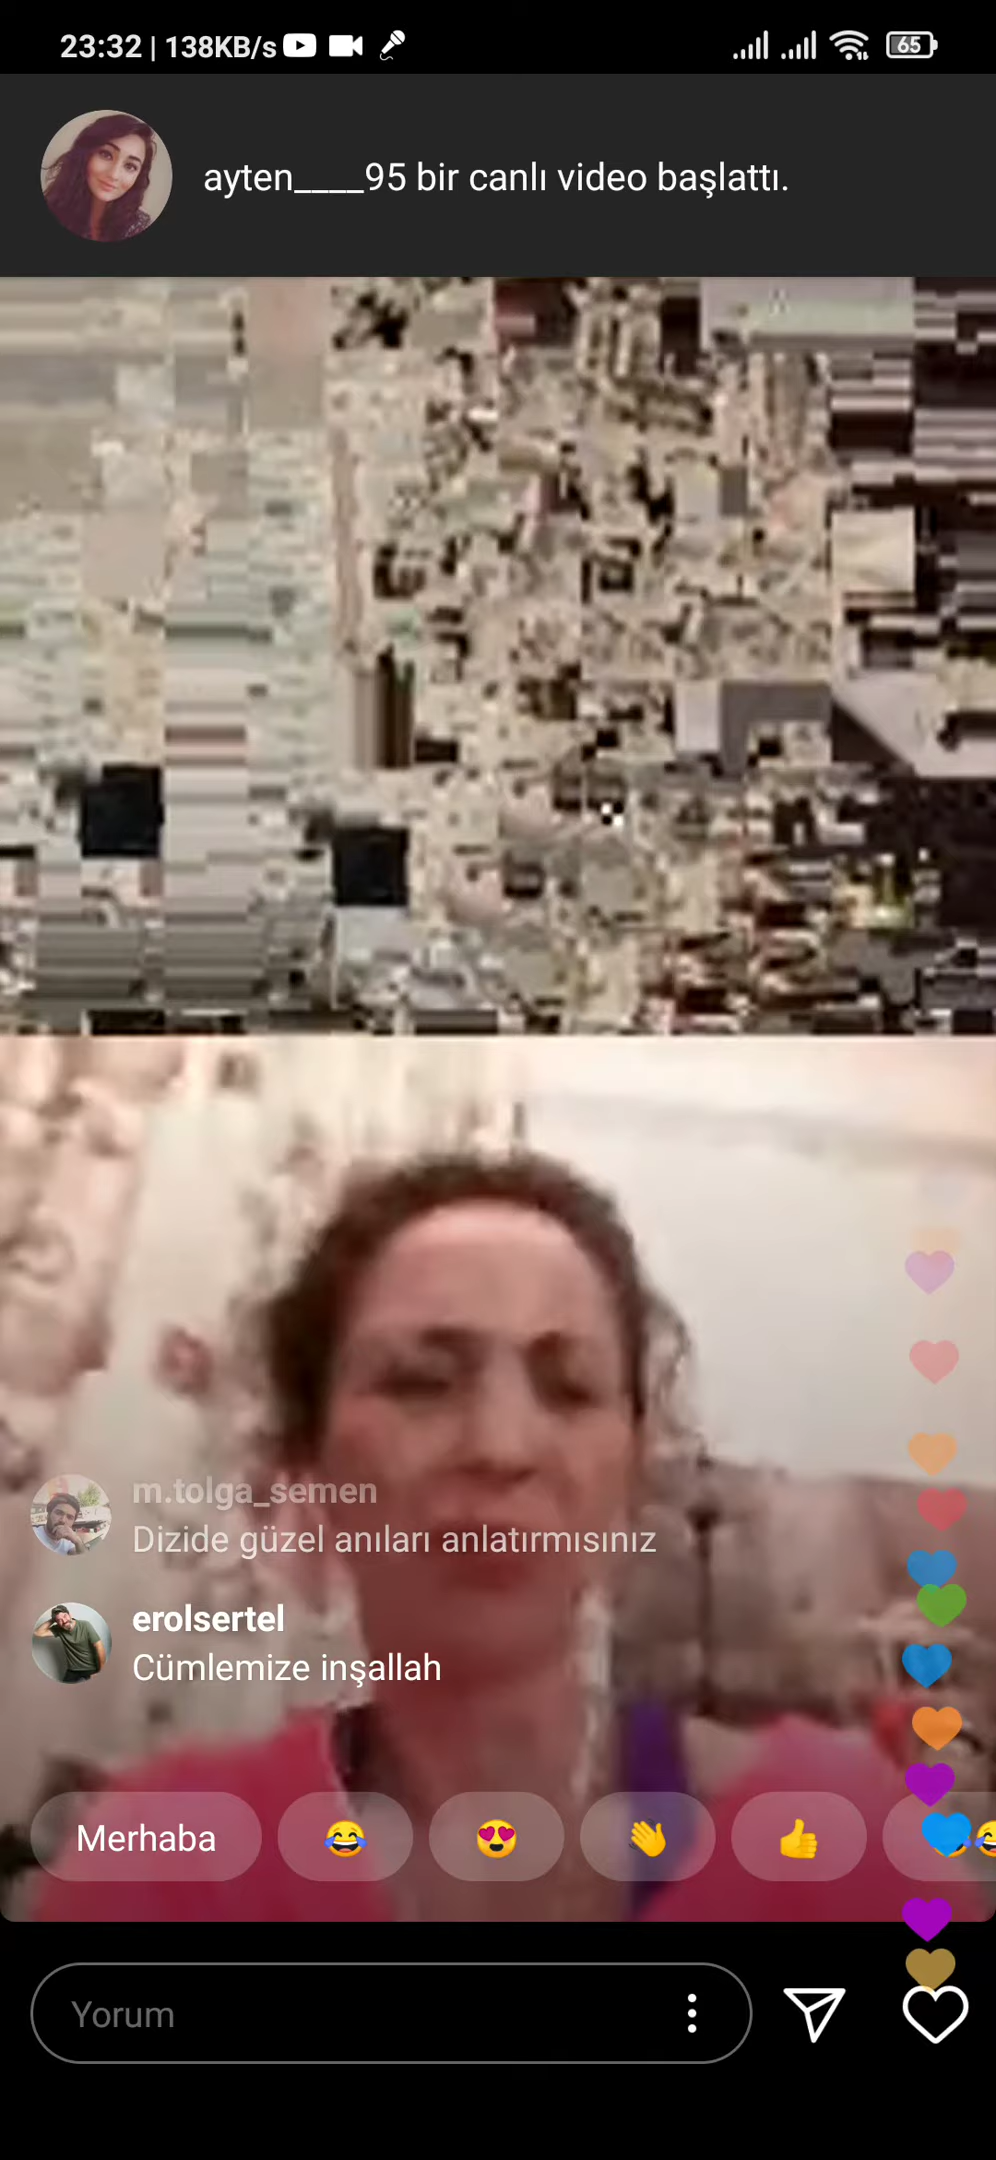 23:32 | 138KB/s
65
ayten____95 bir canlı video başlattı.
m.tolga_semen
Dizide güzel anıları anlatırmısınız
erolsertel
Cümlemize inşallah
Merhaba
Yorum